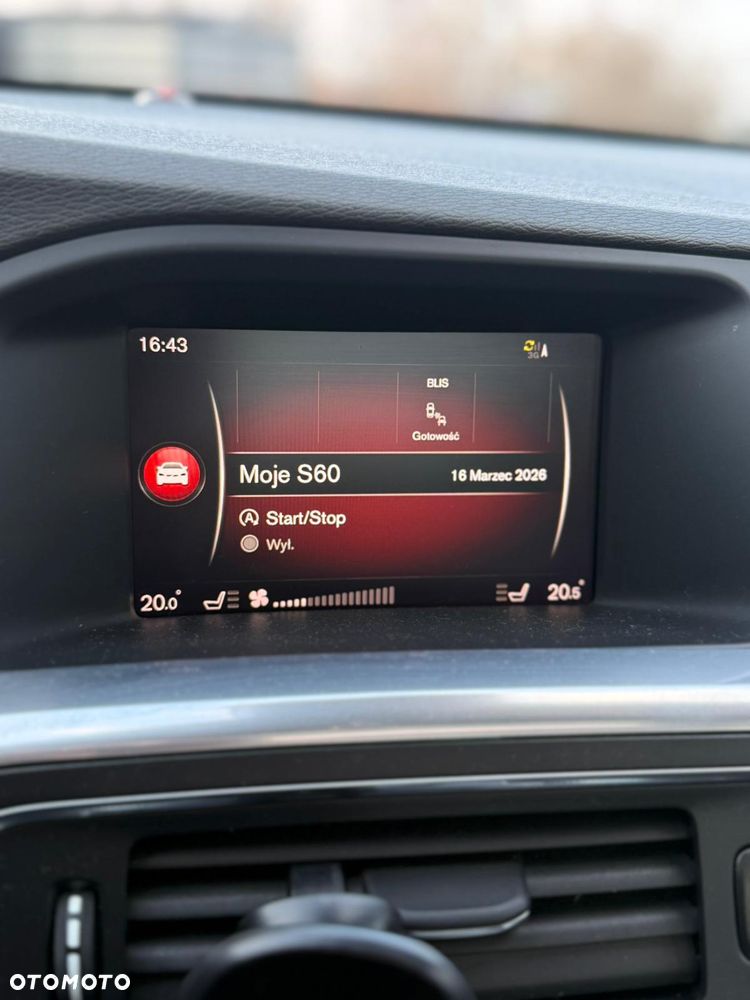 16:43
3G
BLIS
Gotowość
Moje S60
16 Marzec 2026
A Start/Stop
Wył.
20.0°
20.5°
OTOMOTO